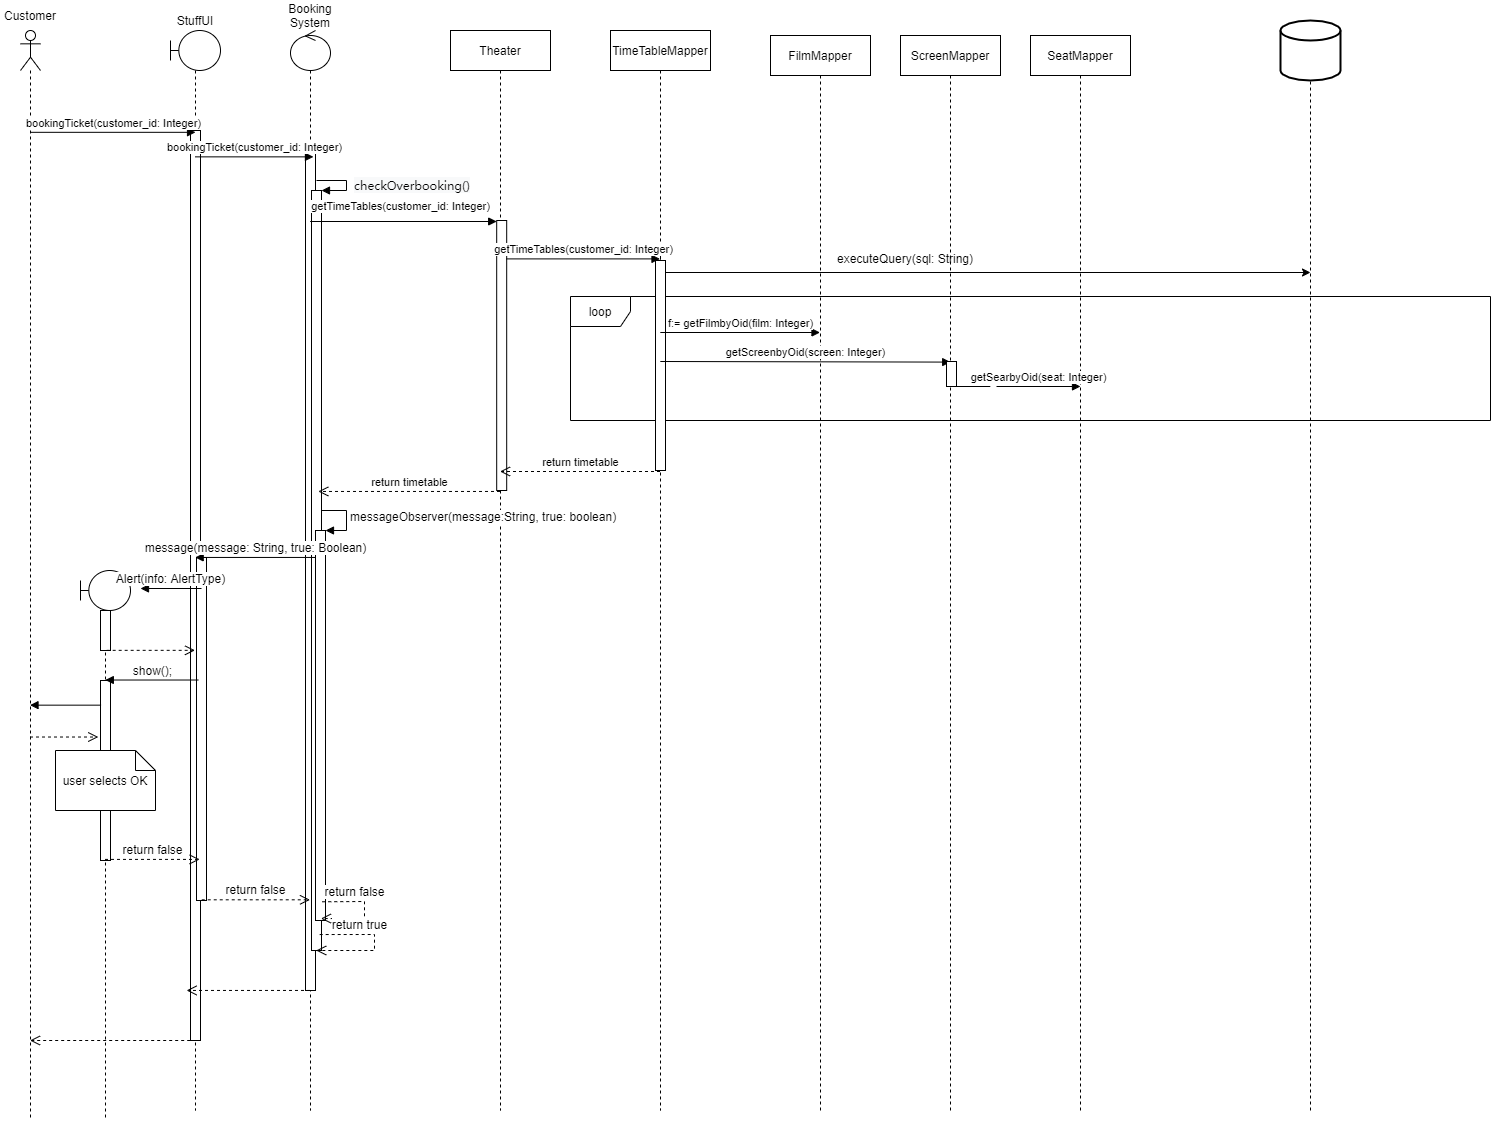 Customer
StuffUI
Booking
System
Theater
TimeTableMapper
FilmMapper
ScreenMapper
SeatMapper
bookingTicket(customer_id: Integer)
bookingTicket(customer_id: Integer)
checkOverbooking()
getTimeTables(customer_id: Integer)
getTimeTables(customer_id: Integer)
executeQuery(sql: String)
loop
f:= getFilmbyOid(film: Integer)
getScreenbyOid(screen: Integer)
getSearbyOid(seat: Integer)
return timetable
return timetable
messageObserver(message:String, true: boolean)
message(message: String, true: Boolean)
Alert(info: AlertType)
show();
user selects OK
return false
return false
return false
return true